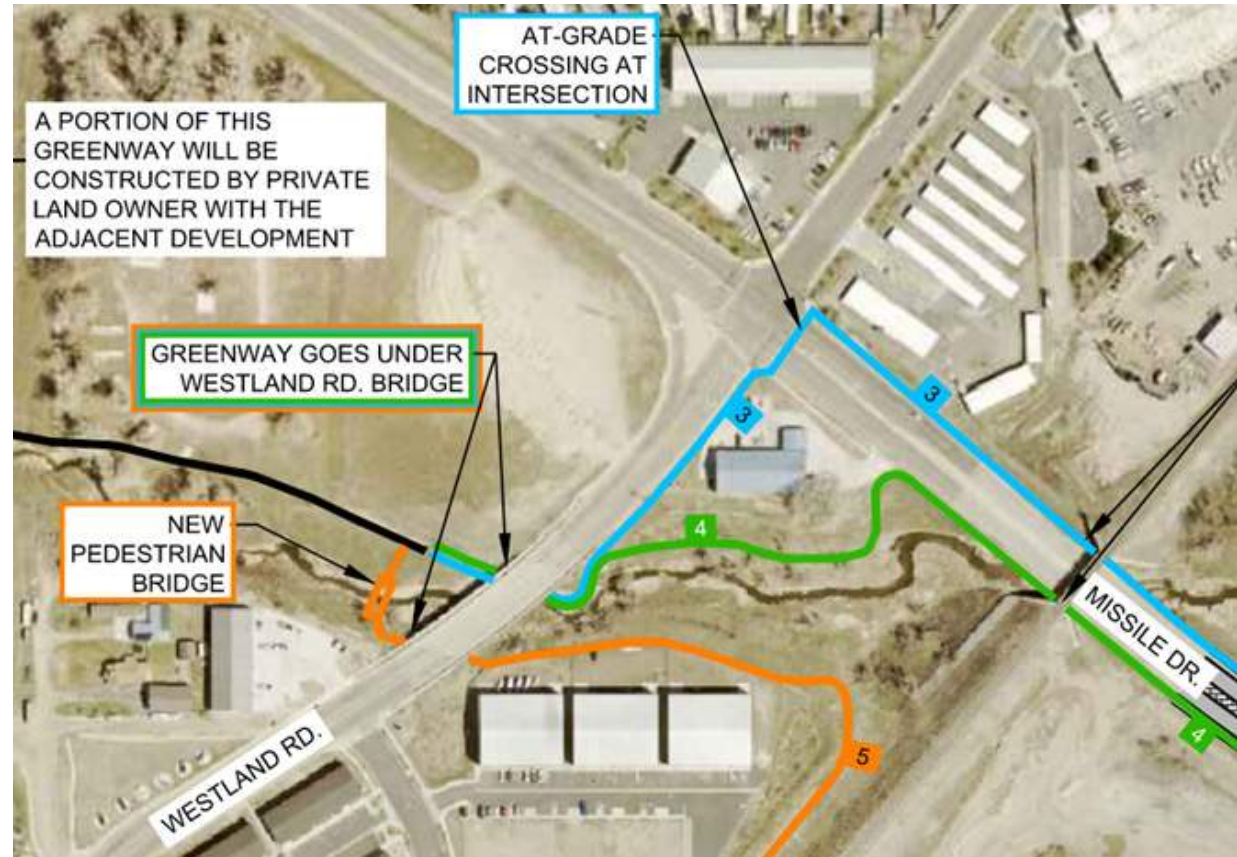 AT-GRADE
CROSSING AT
INTERSECTION
A PORTION OF THIS
GREENWAY WILL BE
CONSTRUCTED BY PRIVATE
LAND OWNER WITH THE
ADJACENT DEVELOPMENT
GREENWAY GOES UNDER
WESTLAND RD. BRIDGE
3
3
NEW
PEDESTRIAN
BRIDGE
4
MISSILE DR.
4
5
WESTLAND RD.